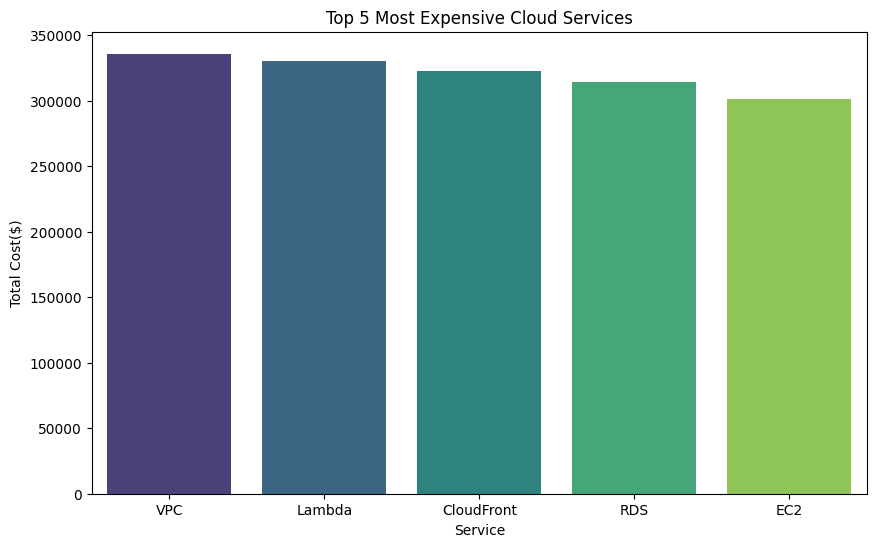 Top 5 Most Expensive Cloud Services
Total Cost($)
350000
300000
250000
200000
150000
100000
50000
0
VPC Lambda CloudFront RDS EC2
Service